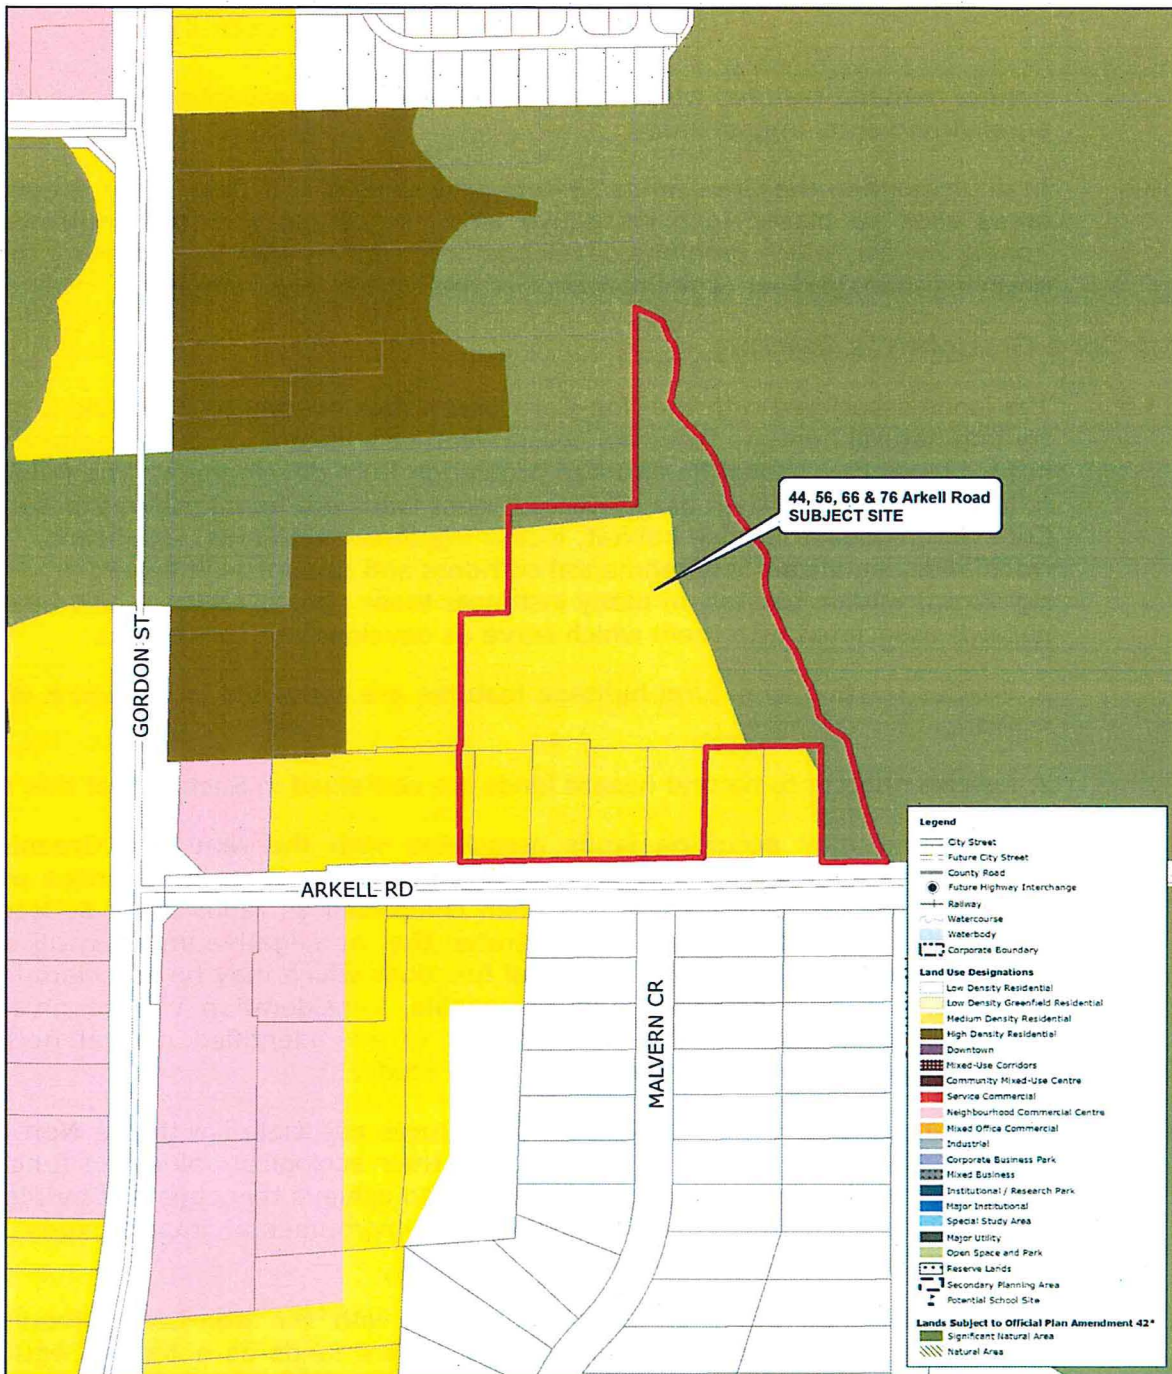 44, 56, 66 & 76 Arkell Road
SUBJECT SITE
GORDON ST
ARKELL RD
MALVERN CR
Legend
City Street
Future City Street
County Road
Future Highway Interchange
Railway
Watercourse
Waterbody
Corporate Boundary
Land Use Designations
Low Density Residential
Low Density Greenfield Residential
Medium Density Residential
High Density Residential
Downtown
Mixed-Use Corridors
Community Mixed-Use Centre
Service Commercial
Neighbourhood Commercial Centre
Mixed Office Commercial
Industrial
Corporate Business Park
Mixed Business
Institutional / Research Park
Major Institutional
Special Study Area
Major Utility
Open Space and Park
Reserve Lands
Secondary Planning Area
Potential School Site
Lands Subject to Official Plan Amendment 42*
Significant Natural Area
Natural Area